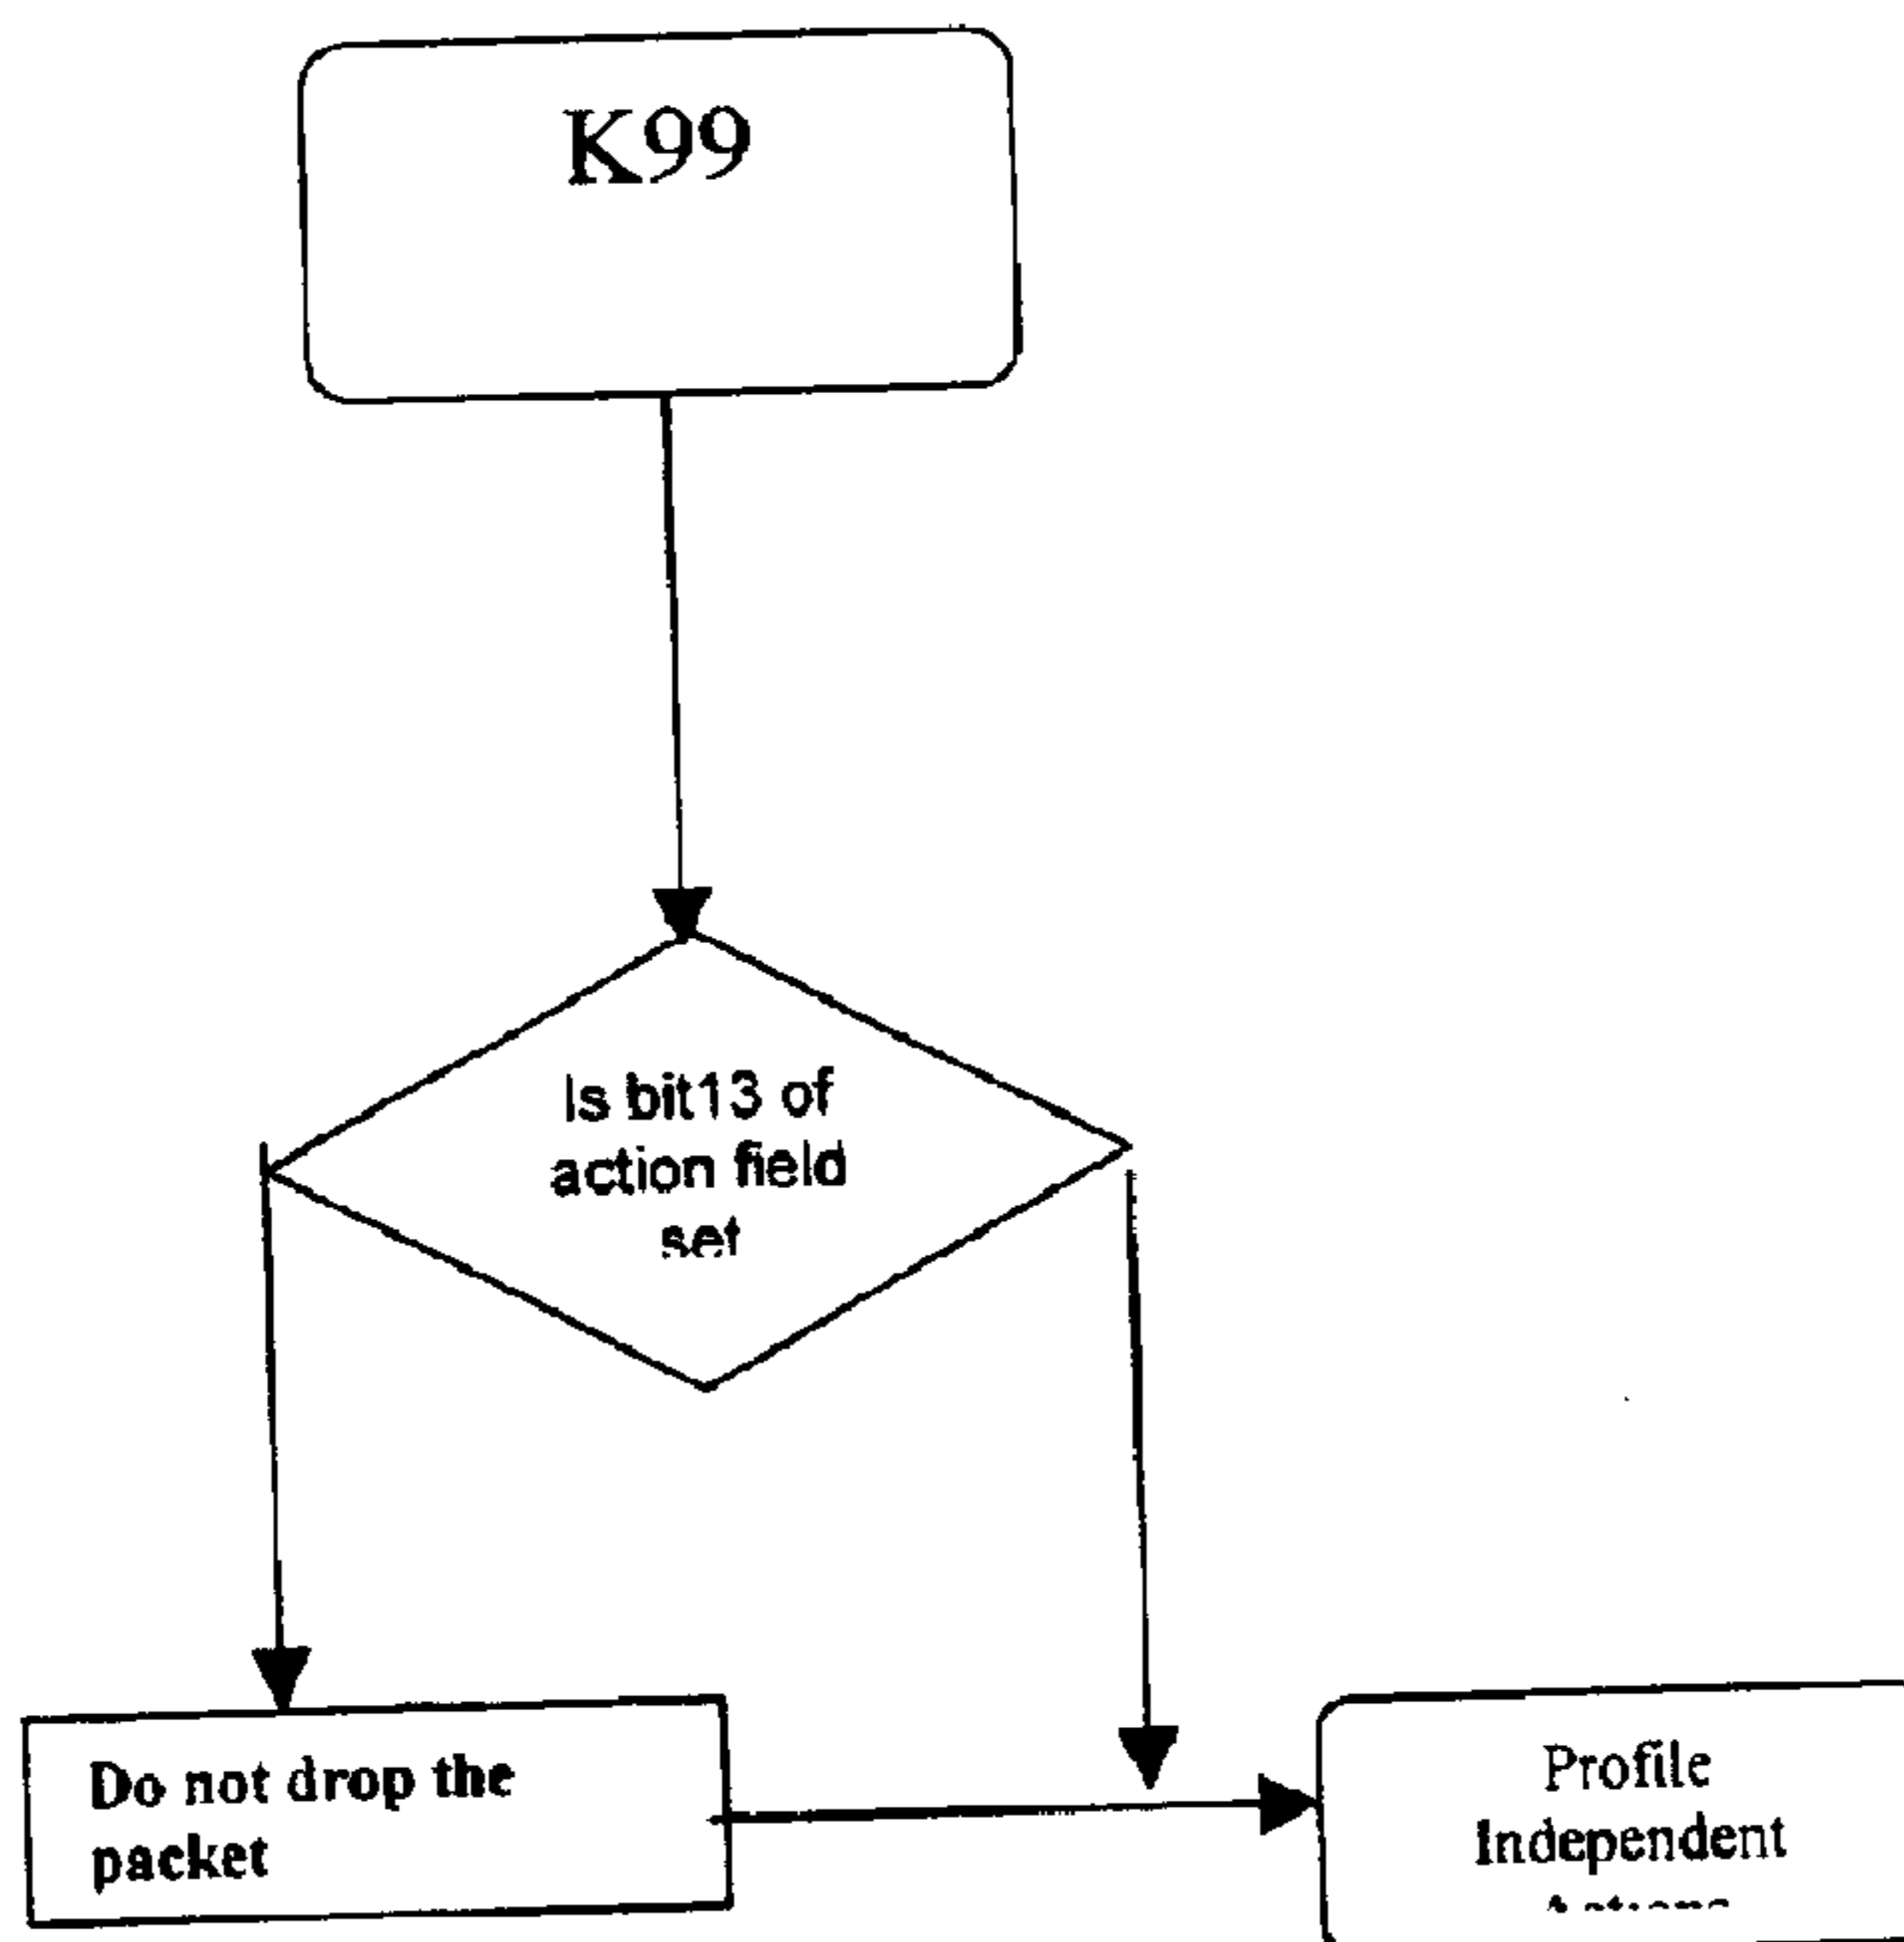 K99
Is bit13 of
action field
set
Do not drop the
packet
Profile
Independent